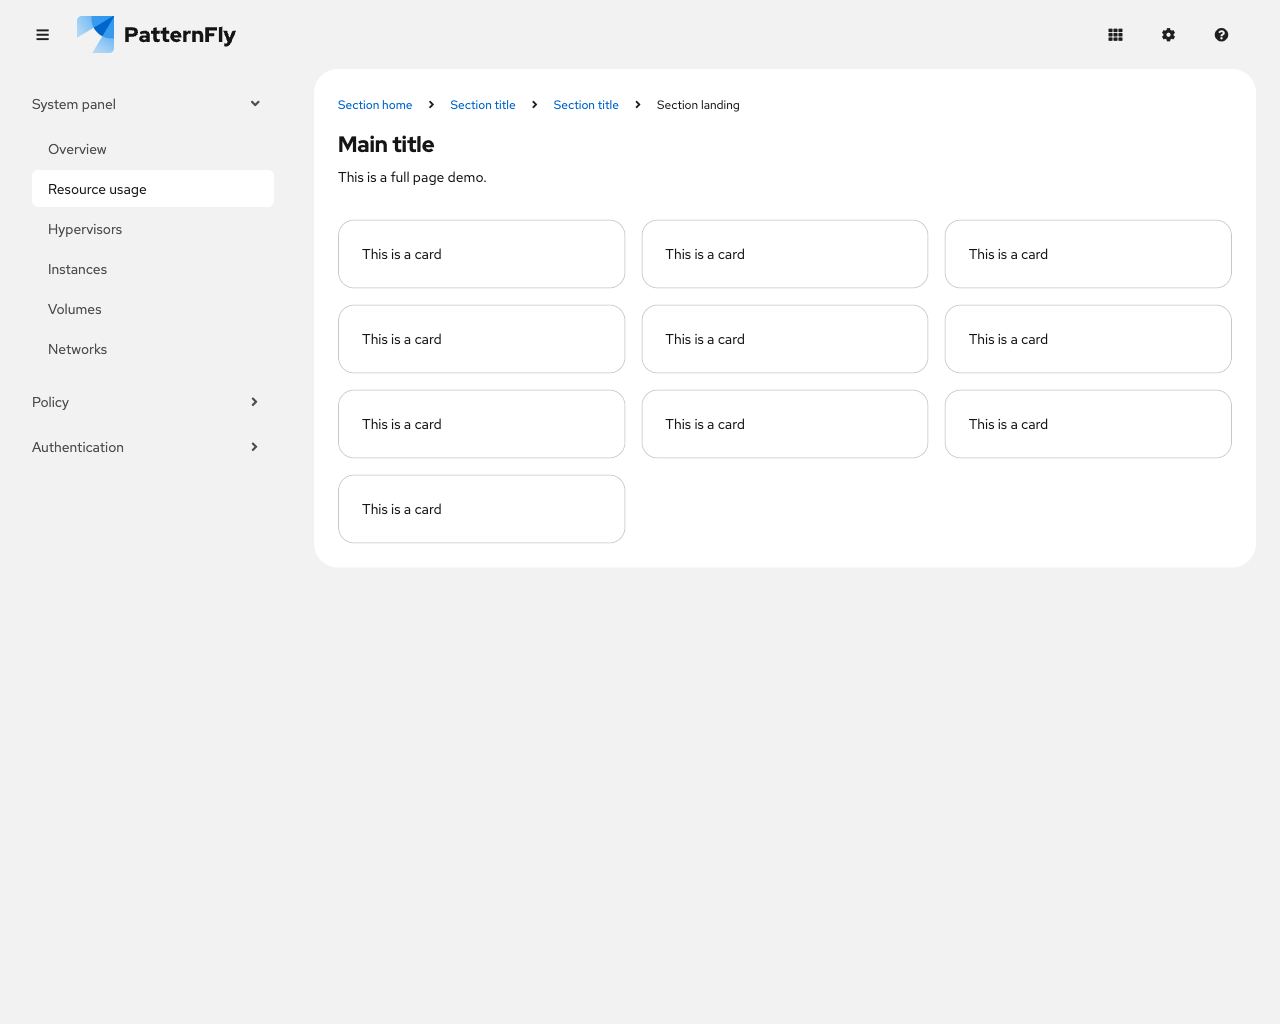 PatternFly
System panel
Overview
Resource usage
Hypervisors
Instances
Volumes
Networks
Policy
Authentication
Section home
Section title
Section title
Section landing
Main title
This is a full page demo.
This is a card
This is a card
This is a card
This is a card
This is a card
This is a card
This is a card
This is a card
This is a card
This is a card